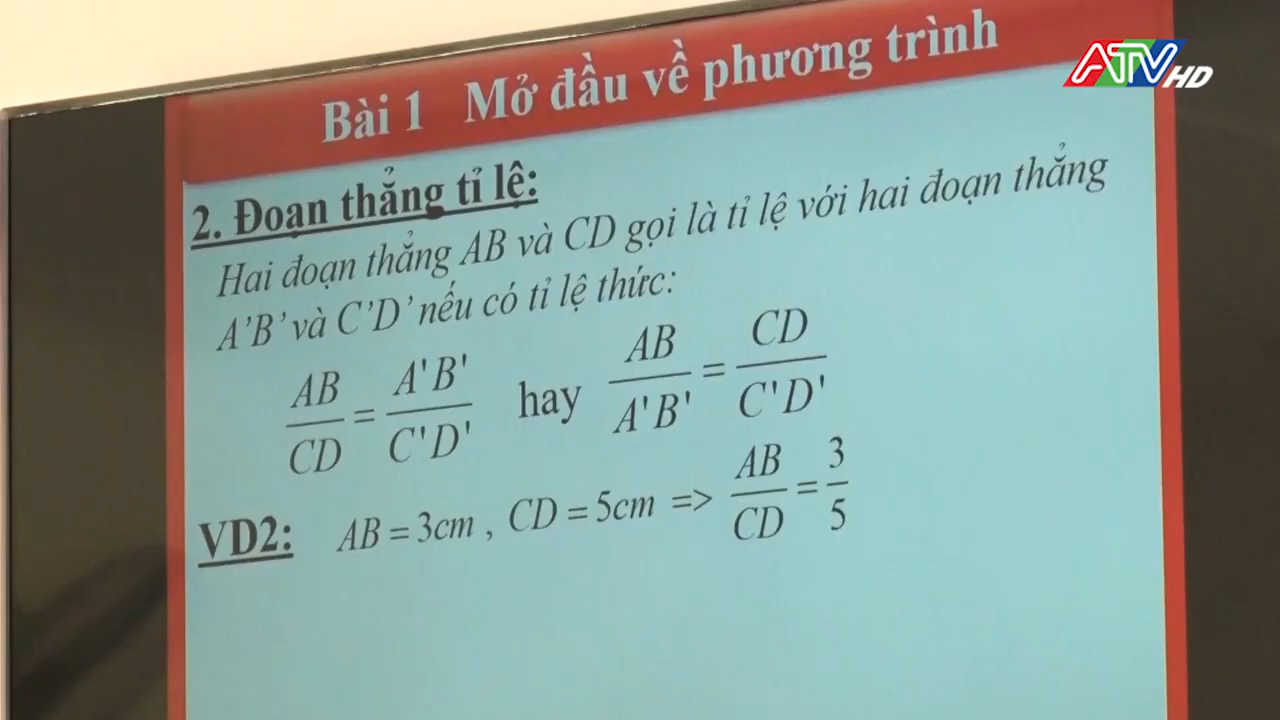 ATV HD
Bài 1 Mở đầu về phương trình
2. Đoạn thẳng tỉ lệ:
Hai đoạn thẳng AB và CD gọi là tỉ lệ với hai đoạn thẳng
A'B' và C'D' nếu có tỉ lệ thức:
AB/CD = A'B'/C'D' hay AB/A'B' = CD/C'D'
VD2: AB = 3cm , CD = 5cm => AB/CD = 3/5